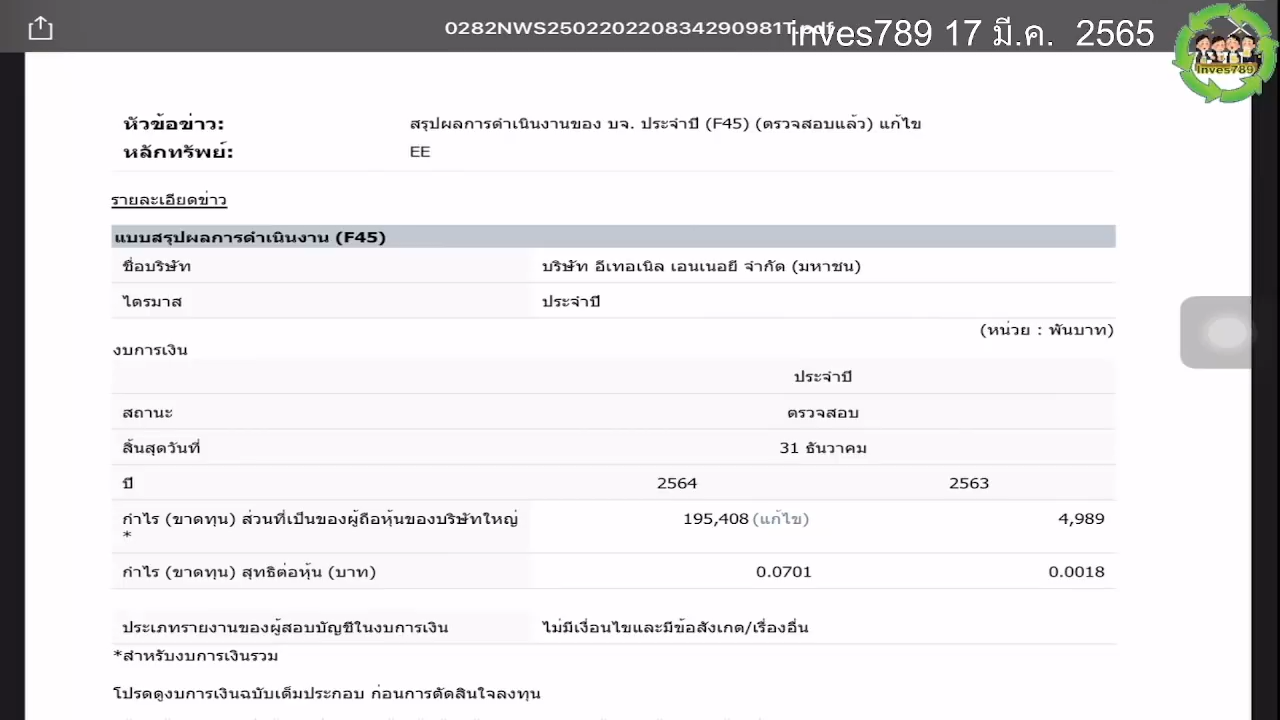 0282NWS250220220834290981T.pdf
inves789 17 มี.ค. 2565
Inves789
หัวข้อข่าว: สรุปผลการดำเนินงานของ บจ. ประจำปี (F45) (ตรวจสอบแล้ว) แก้ไข
หลักทรัพย์: EE
รายละเอียดข่าว
แบบสรุปผลการดำเนินงาน (F45)
ชื่อบริษัท บริษัท อีเทอเนิล เอนเนอยี จำกัด (มหาชน)
ไตรมาส ประจำปี
(หน่วย : พันบาท)
งบการเงิน
ประจำปี
สถานะ ตรวจสอบ
สิ้นสุดวันที่ 31 ธันวาคม
ปี 2564 2563
กำไร (ขาดทุน) ส่วนที่เป็นของผู้ถือหุ้นของบริษัทใหญ่ 195,408 (แก้ไข) 4,989
*
กำไร (ขาดทุน) สุทธิต่อหุ้น (บาท) 0.0701 0.0018
ประเภทรายงานของผู้สอบบัญชีในงบการเงิน ไม่มีเงื่อนไขและมีข้อสังเกต/เรื่องอื่น
*สำหรับงบการเงินรวม
โปรดดูงบการเงินฉบับเต็มประกอบ ก่อนการตัดสินใจลงทุน